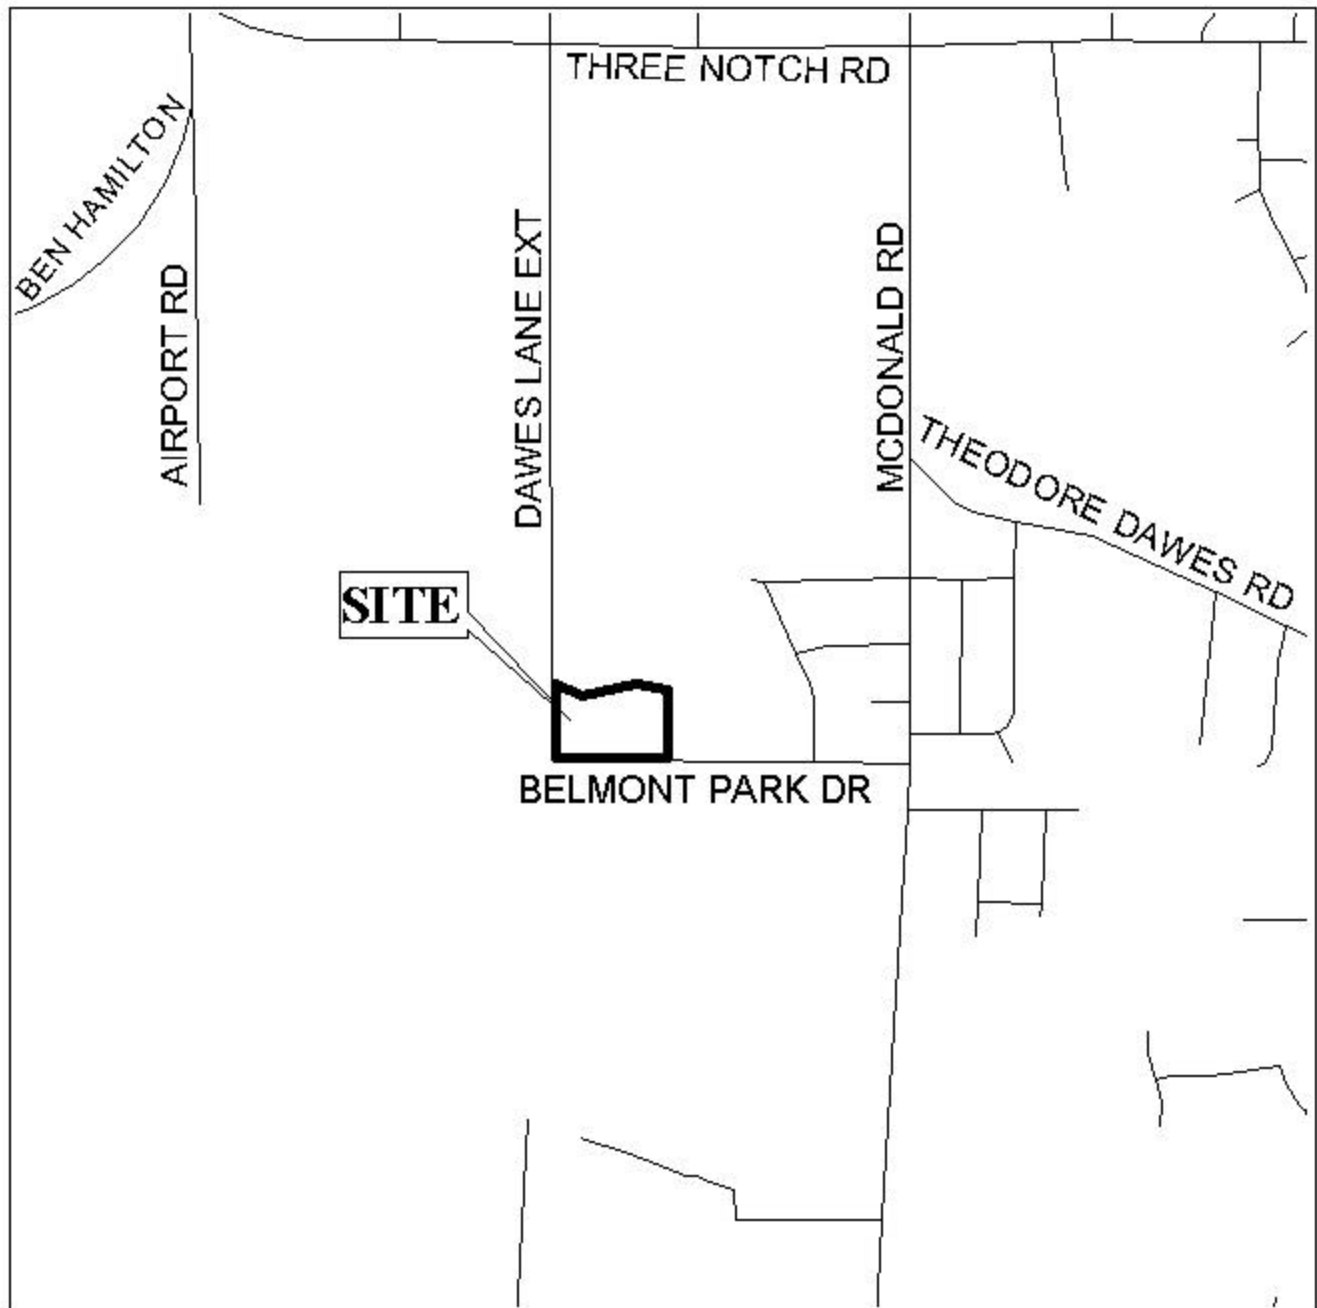 THREE NOTCH RD
BEN HAMILTON
AIRPORT RD
DAWES LANE EXT
MCDONALD RD
THEODORE DAWES RD
SITE
BELMONT PARK DR